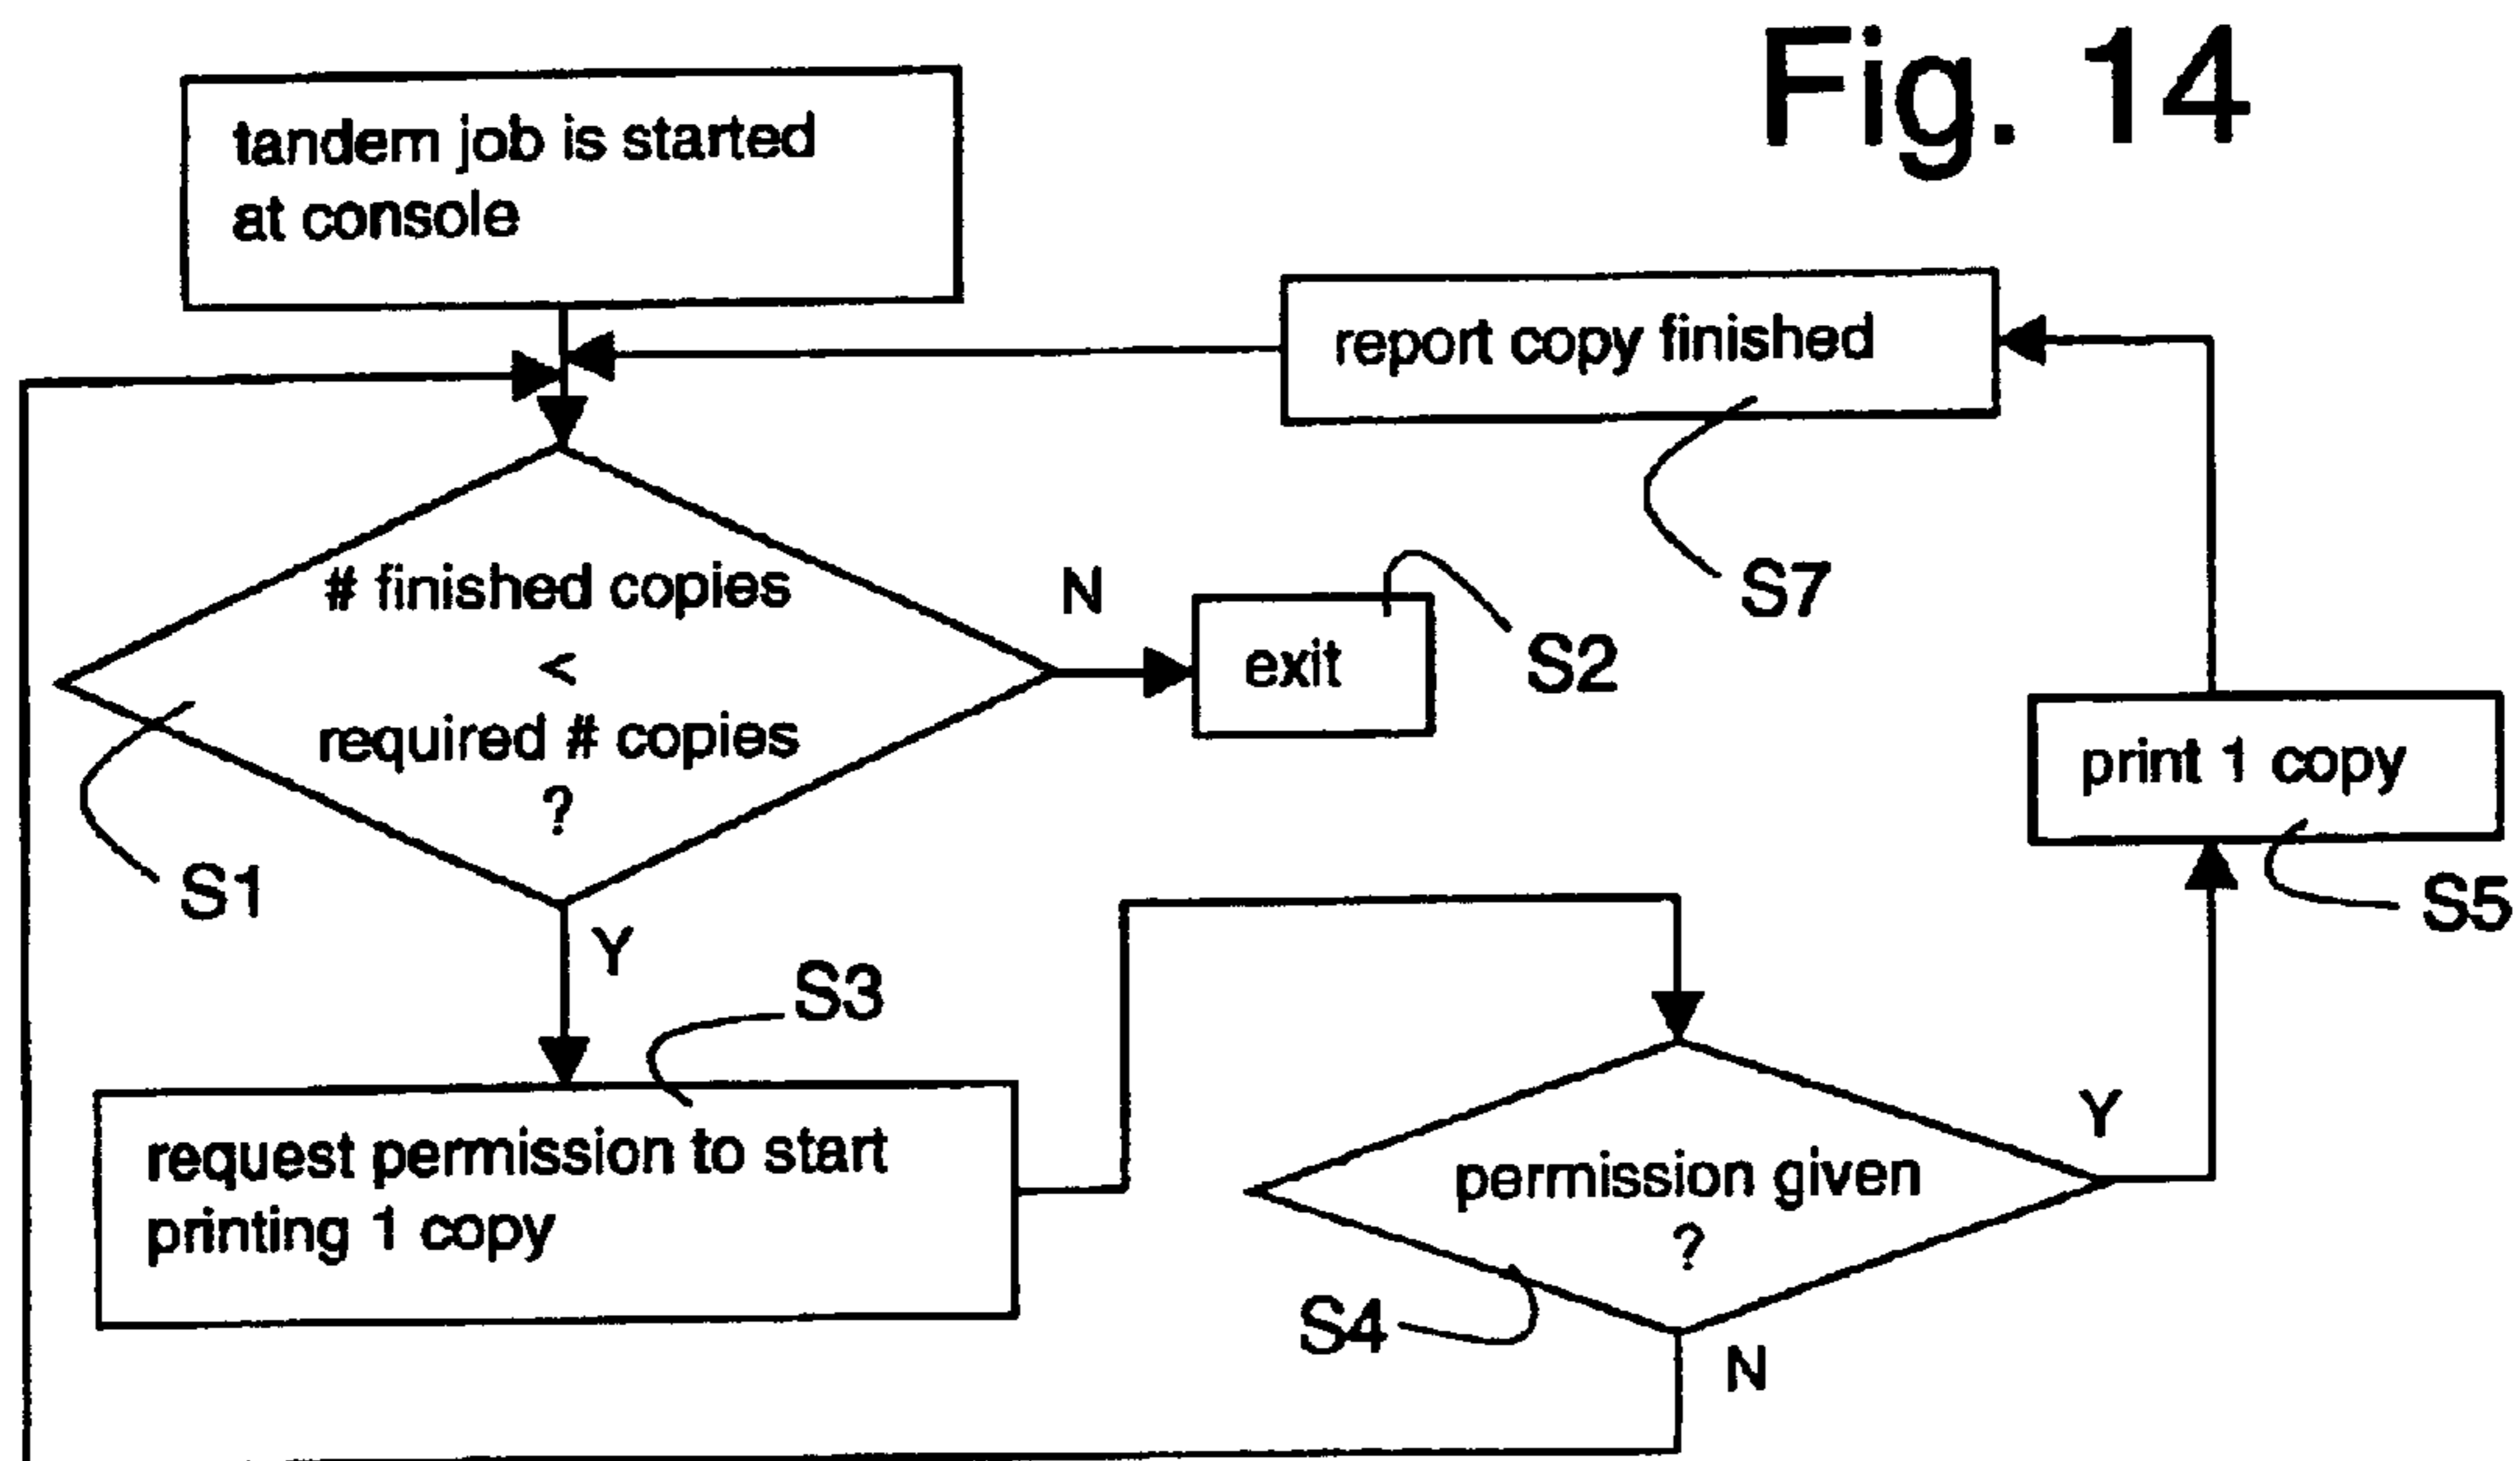 Fig. 14
tandem job is started
at console
report copy finished
S7
# finished copies
<
required # copies
?
S1
N
exit
S2
print 1 copy
S5
Y
S3
request permission to start
printing 1 copy
permission given
?
S4
Y
N